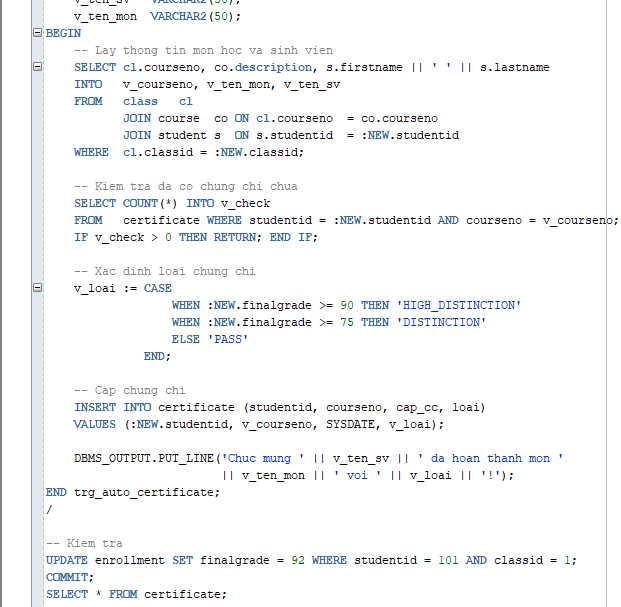 v_ten_sv VARCHAR2(50);
v_ten_mon VARCHAR2(50);
BEGIN
-- Lay thong tin mon hoc va sinh vien
SELECT cl.courseno, co.description, s.firstname || ' ' || s.lastname
INTO v_courseno, v_ten_mon, v_ten_sv
FROM class cl
JOIN course co ON cl.courseno = co.courseno
JOIN student s ON s.studentid = :NEW.studentid
WHERE cl.classid = :NEW.classid;
-- Kiem tra da co chung chi chua
SELECT COUNT(*) INTO v_check
FROM certificate WHERE studentid = :NEW.studentid AND courseno = v_courseno;
IF v_check > 0 THEN RETURN; END IF;
-- Xac dinh loai chung chi
v_loai := CASE
WHEN :NEW.finalgrade >= 90 THEN 'HIGH_DISTINCTION'
WHEN :NEW.finalgrade >= 75 THEN 'DISTINCTION'
ELSE 'PASS'
END;
-- Cap chung chi
INSERT INTO certificate (studentid, courseno, cap_cc, loai)
VALUES (:NEW.studentid, v_courseno, SYSDATE, v_loai);
DBMS_OUTPUT.PUT_LINE('Chuc mung ' || v_ten_sv || ' da hoan thanh mon '
|| v_ten_mon || ' voi ' || v_loai || '!');
END trg_auto_certificate;
/
-- Kiem tra
UPDATE enrollment SET finalgrade = 92 WHERE studentid = 101 AND classid = 1;
COMMIT;
SELECT * FROM certificate;